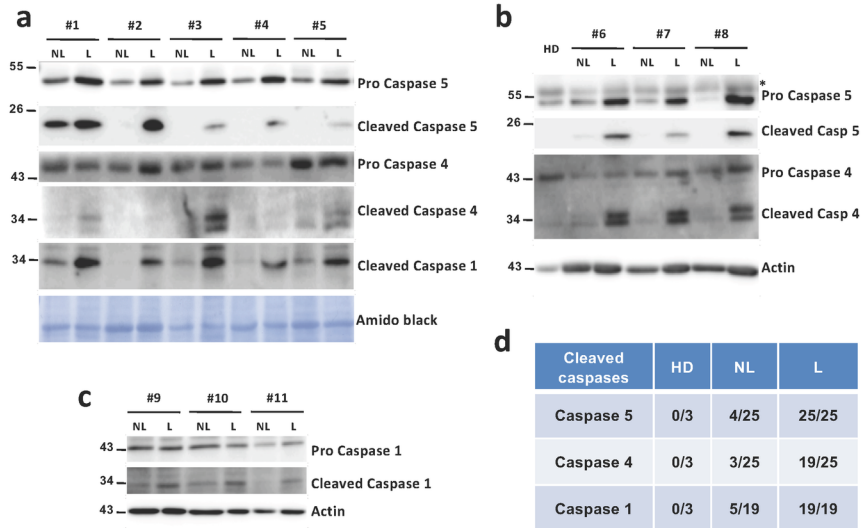 a
#1 #2 #3 #4 #5
NL L NL L NL L NL L NL L
55
Pro Caspase 5
26
Cleaved Caspase 5
Pro Caspase 4
43
Cleaved Caspase 4
34
34
Cleaved Caspase 1
Amido black
b
#6 #7 #8
HD NL L NL L NL L
*
55
Pro Caspase 5
26
Cleaved Casp 5
Pro Caspase 4
43
Cleaved Casp 4
34
43
Actin
c
#9 #10 #11
NL L NL L NL L
43
Pro Caspase 1
34
Cleaved Caspase 1
43
Actin
d
Cleaved caspases HD NL L
Caspase 5 0/3 4/25 25/25
Caspase 4 0/3 3/25 19/25
Caspase 1 0/3 5/19 19/19